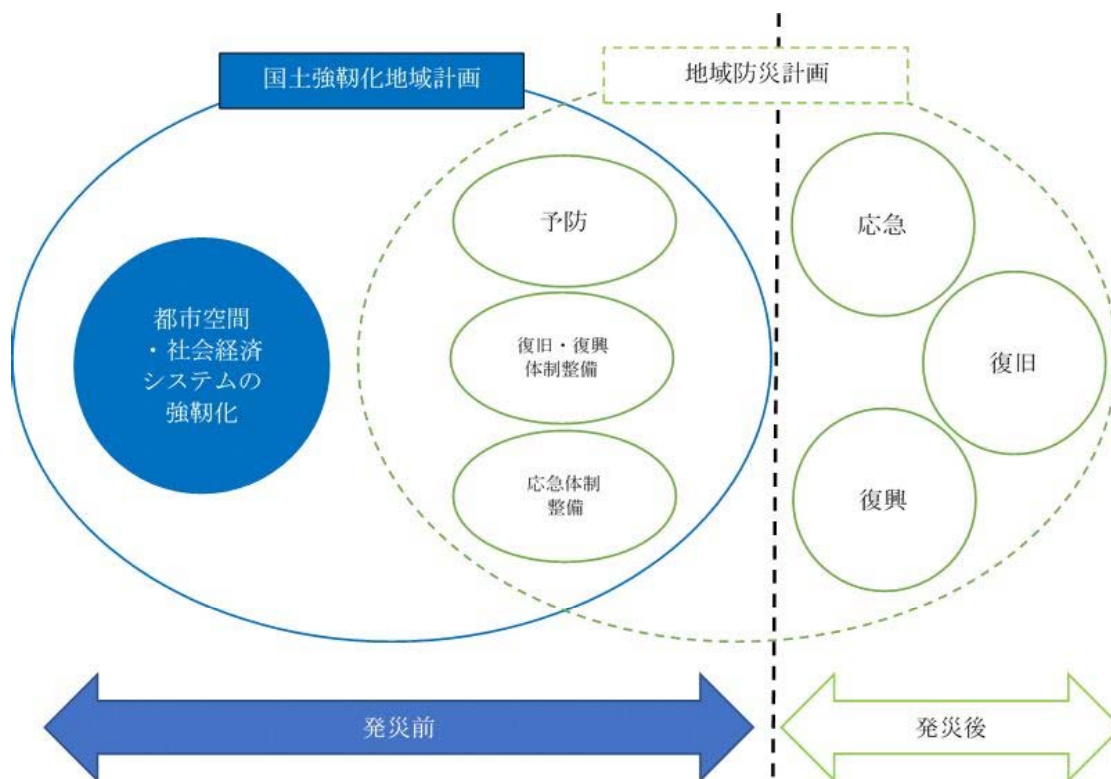 国土強靭化地域計画
地域防災計画
都市空間
・社会経済
システムの
強靭化
予防
復旧・復興
体制整備
応急体制
整備
応急
復旧
復興
発災前
発災後